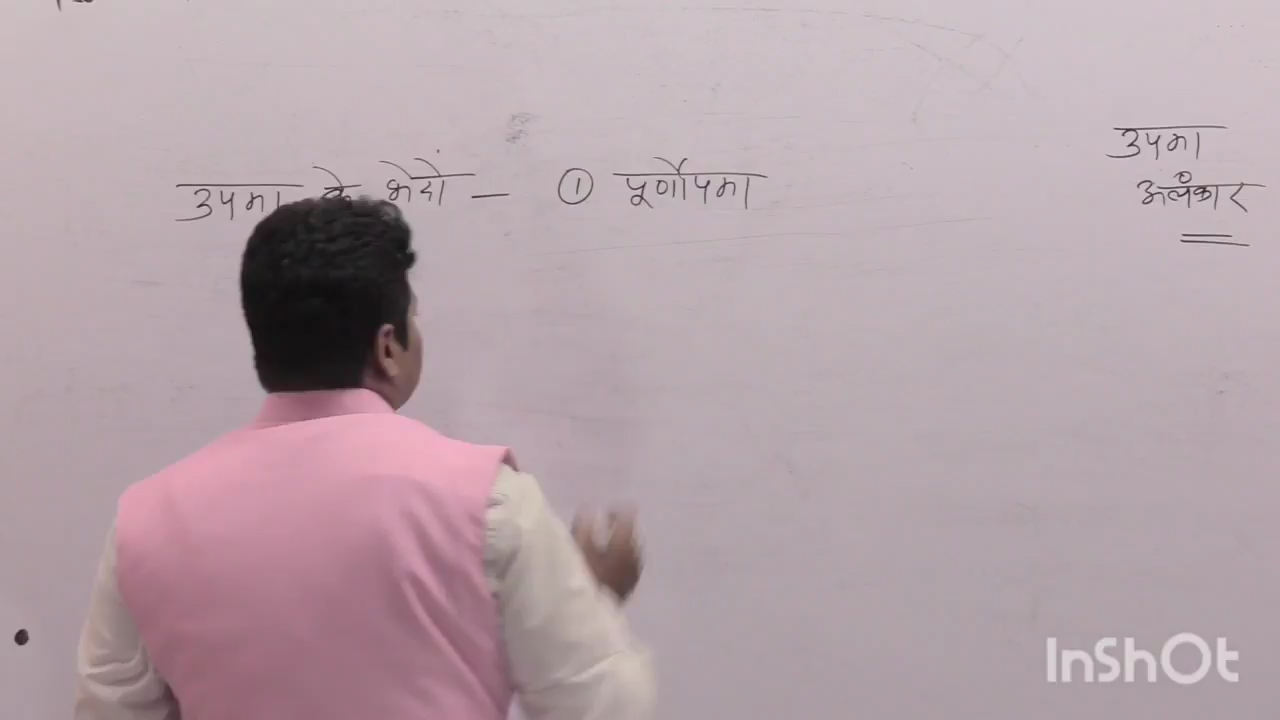 उपमा के भेदो — ① पूर्णोपमा
उपमा
अलंकार
InShOt